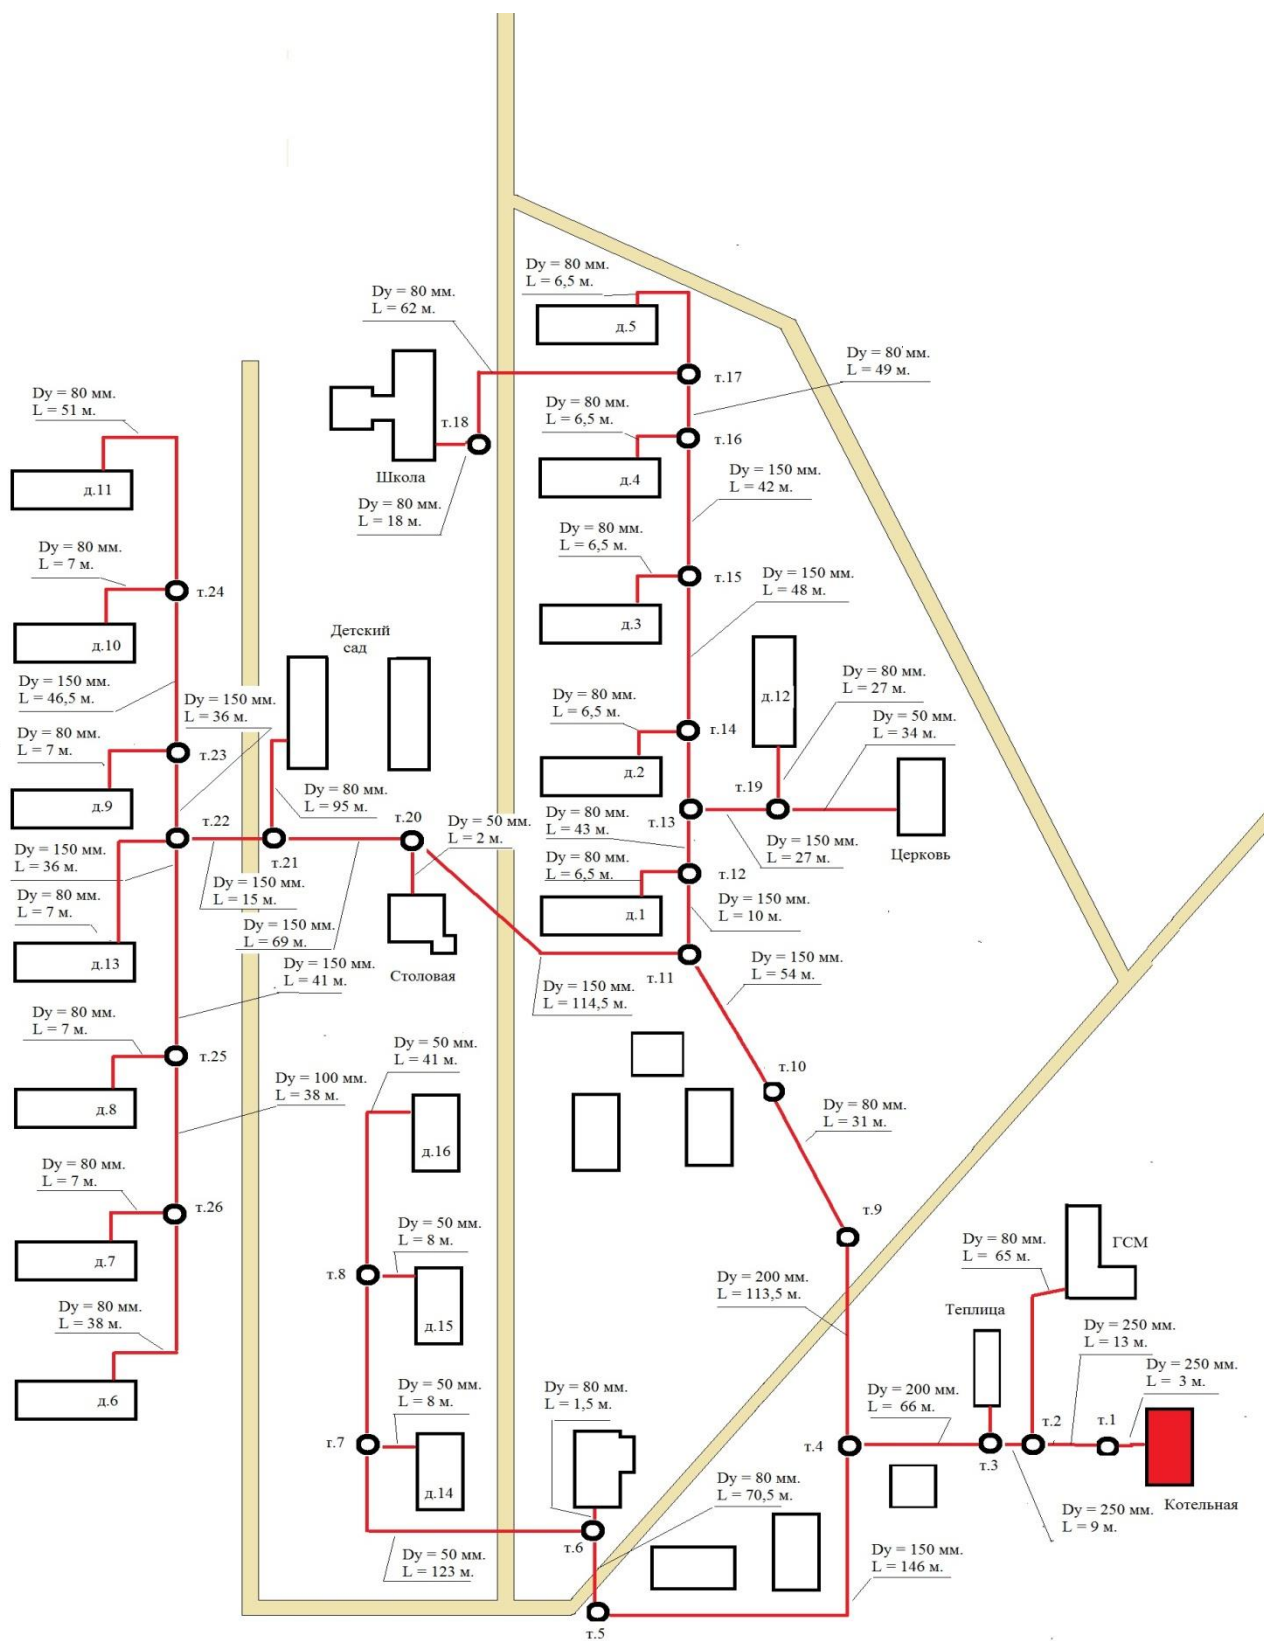 Dy = 80 мм.
L = 6,5 м.
Dy = 80 мм.
L = 62 м.
д.5
Dy = 80 мм.
L = 49 м.
т.17
Dy = 80 мм.
L = 51 м.
Dy = 80 мм.
L = 6,5 м.
т.18
т.16
Школа
д.4
Dy = 150 мм.
L = 42 м.
д.11
Dy = 80 мм.
L = 18 м.
Dy = 80 мм.
L = 6,5 м.
Dy = 80 мм.
L = 7 м.
т.15
Dy = 150 мм.
L = 48 м.
т.24
д.3
Детский
сад
д.10
Dy = 80 мм.
L = 27 м.
Dy = 150 мм.
L = 46,5 м.
Dy = 150 мм.
L = 36 м.
Dy = 80 мм.
L = 6,5 м.
д.12
Dy = 50 мм.
L = 34 м.
Dy = 80 мм.
L = 7 м.
т.23
г.14
д.2
Dy = 80 мм.
L = 95 м.
т.19
д.9
т.22
т.20
Dy = 50 мм.
L = 2 м.
Dy = 80 мм.
L = 43 м.
т.13
Dy = 150 мм.
L = 27 м.
Церковь
Dy = 150 мм.
L = 36 м.
т.21
Dy = 80 мм.
L = 6,5 м.
т.12
Dy = 80 мм.
L = 7 м.
Dy = 150 мм.
L = 15 м.
Dy = 150 мм.
L = 10 м.
д.1
Dy = 150 мм.
L = 69 м.
т.11
д.13
Dy = 150 мм.
L = 41 м.
Столовая
Dy = 150 мм.
L = 114,5 м.
Dy = 150 мм.
L = 54 м.
Dy = 80 мм.
L = 7 м.
Dy = 50 мм.
L = 41 м.
т.25
т.10
Dy = 100 мм.
L = 38 м.
д.8
Dy = 80 мм.
L = 31 м.
д.16
Dy = 80 мм.
L = 7 м.
т.26
т.9
Dy = 50 мм.
L = 8 м.
Dy = 80 мм.
L = 65 м.
ГСМ
д.7
т.8
Dy = 200 мм.
L = 113,5 м.
Dy = 80 мм.
L = 38 м.
Теплица
д.15
Dy = 250 мм.
L = 13 м.
Dy = 50 мм.
L = 8 м.
Dy = 80 мм.
L = 1,5 м.
Dy = 200 мм.
L = 66 м.
Dy = 250 мм.
L = 3 м.
д.6
т.7
т.4
т.3
т.2
т.1
д.14
Dy = 80 мм.
L = 70,5 м.
Котельная
Dy = 250 мм.
L = 9 м.
т.6
Dy = 50 мм.
L = 123 м.
Dy = 150 мм.
L = 146 м.
т.5